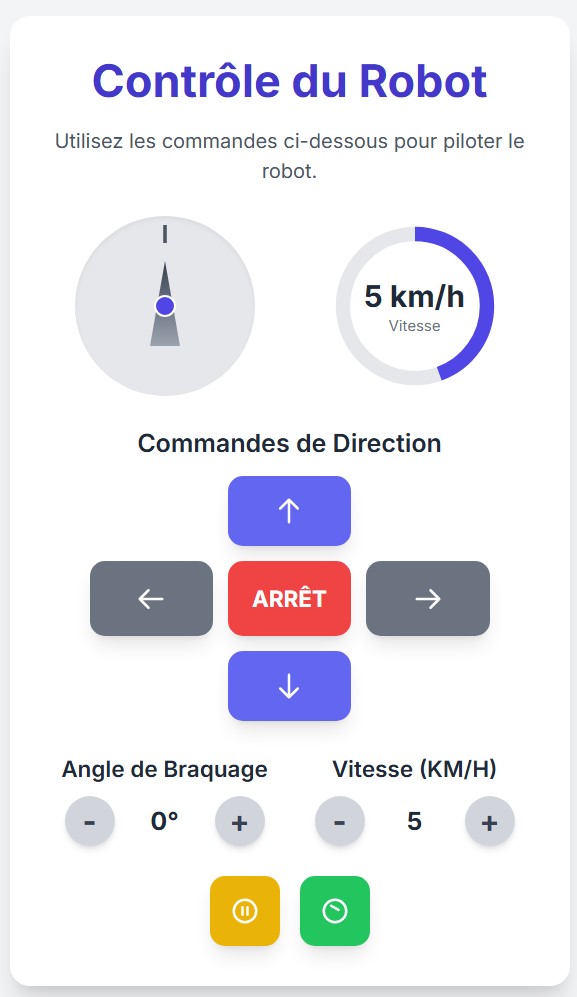 Contrôle du Robot
Utilisez les commandes ci-dessous pour piloter le
robot.
5 km/h
Vitesse
Commandes de Direction
↑
← ARRÊT →
↓
Angle de Braquage Vitesse (KM/H)
- 0° + - 5 +